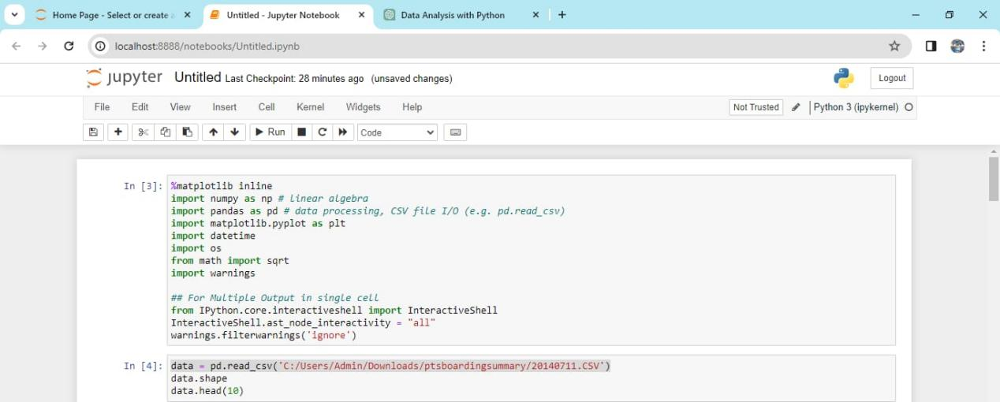 Home Page - Select or create a
Untitled - Jupyter Notebook
Data Analysis with Python
localhost:8888/notebooks/Untitled.ipynb
jupyter Untitled Last Checkpoint: 28 minutes ago (unsaved changes)
Logout
File Edit View Insert Cell Kernel Widgets Help
Not Trusted
Python 3 (ipykernel)
Run
Code
In [3]: %matplotlib inline
import numpy as np # linear algebra
import pandas as pd # data processing, CSV file I/O (e.g. pd.read_csv)
import matplotlib.pyplot as plt
import datetime
import os
from math import sqrt
import warnings
## For Multiple Output in single cell
from IPython.core.interactiveshell import InteractiveShell
InteractiveShell.ast_node_interactivity = "all"
warnings.filterwarnings('ignore')
In [4]: data = pd.read_csv('C:/Users/Admin/Downloads/ptsboardingsummary/20140711.CSV')
data.shape
data.head(10)